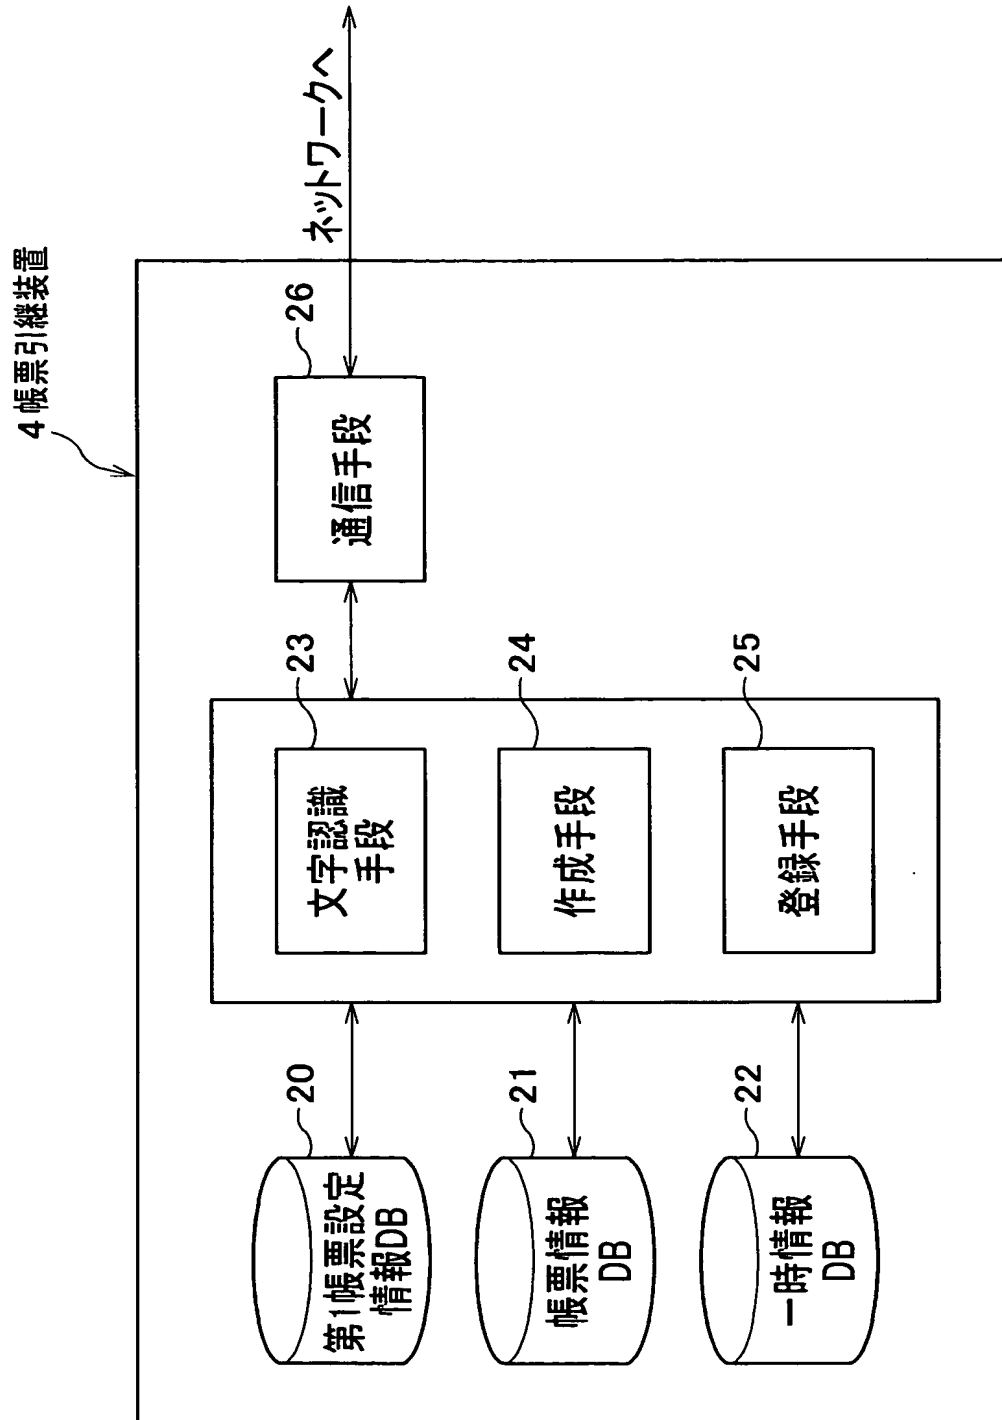 4 帳票引継装置
ネットワークへ
26
通信手段
23
文字認識
手段
24
作成手段
25
登録手段
20
第1帳票設定
情報DB
21
帳票情報
DB
22
一時情報
DB